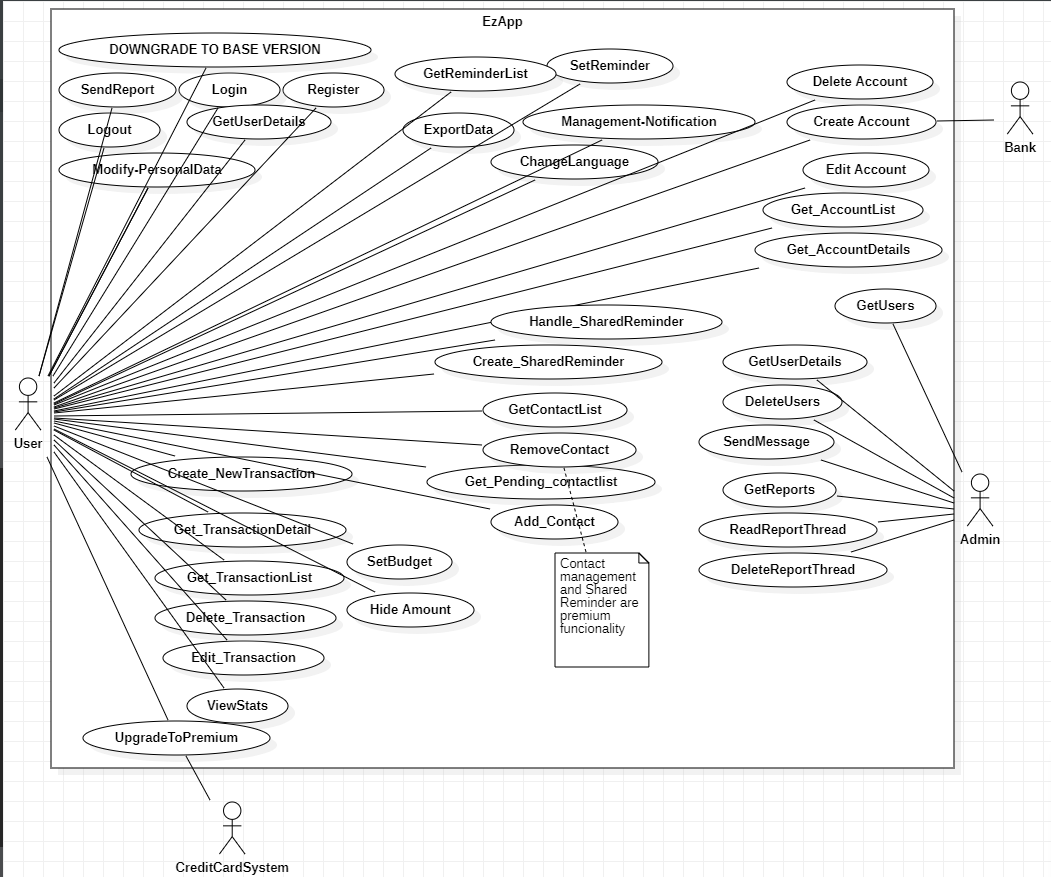 EzApp
DOWNGRADE TO BASE VERSION
SendReport
Login
Register
Logout
GetUserDetails
Modify-PersonalData
GetReminderList
SetReminder
ExportData
Management-Notification
ChangeLanguage
Delete Account
Create Account
Edit Account
Get_AccountList
Get_AccountDetails
Bank
GetUsers
Handle_SharedReminder
Create_SharedReminder
GetContactList
RemoveContact
Get_Pending_contactlist
Add_Contact
GetUserDetails
DeleteUsers
SendMessage
GetReports
ReadReportThread
DeleteReportThread
Admin
User
Create_NewTransaction
Get_TransactionDetail
SetBudget
Get_TransactionList
Hide Amount
Delete_Transaction
Edit_Transaction
ViewStats
UpgradeToPremium
Contact
management
and Shared
Reminder are
premium
funcionality
CreditCardSystem